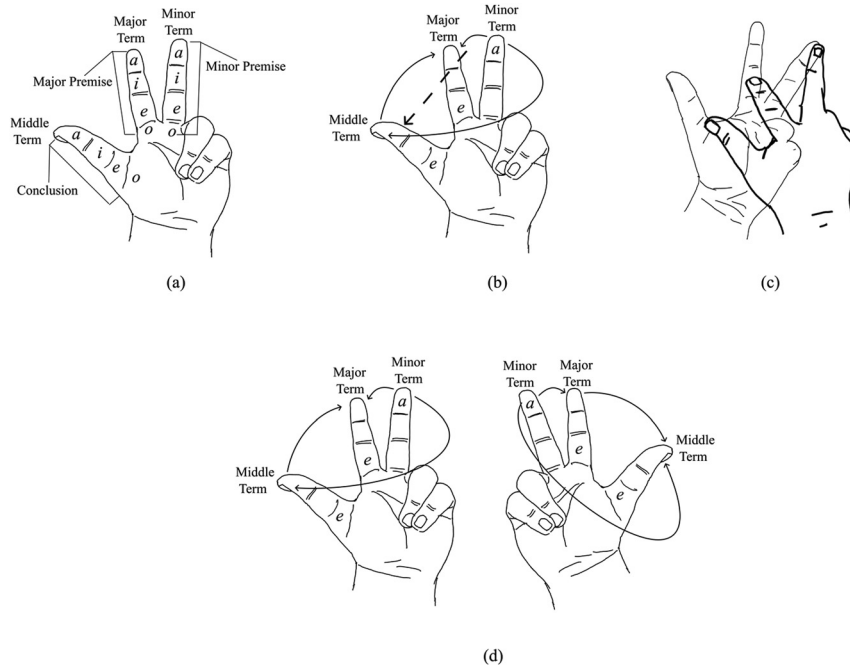 Major
Term
Minor
Term
Major Premise
Minor Premise
Middle
Term
Conclusion
a
i
e
o
a
i
e
o
a
i
e
o
(a)
Major
Term
Minor
Term
Middle
Term
a
e
e
(b)
(c)
Major
Term
Minor
Term
Middle
Term
a
e
e
Minor
Term
Major
Term
Middle
Term
a
e
e
(d)